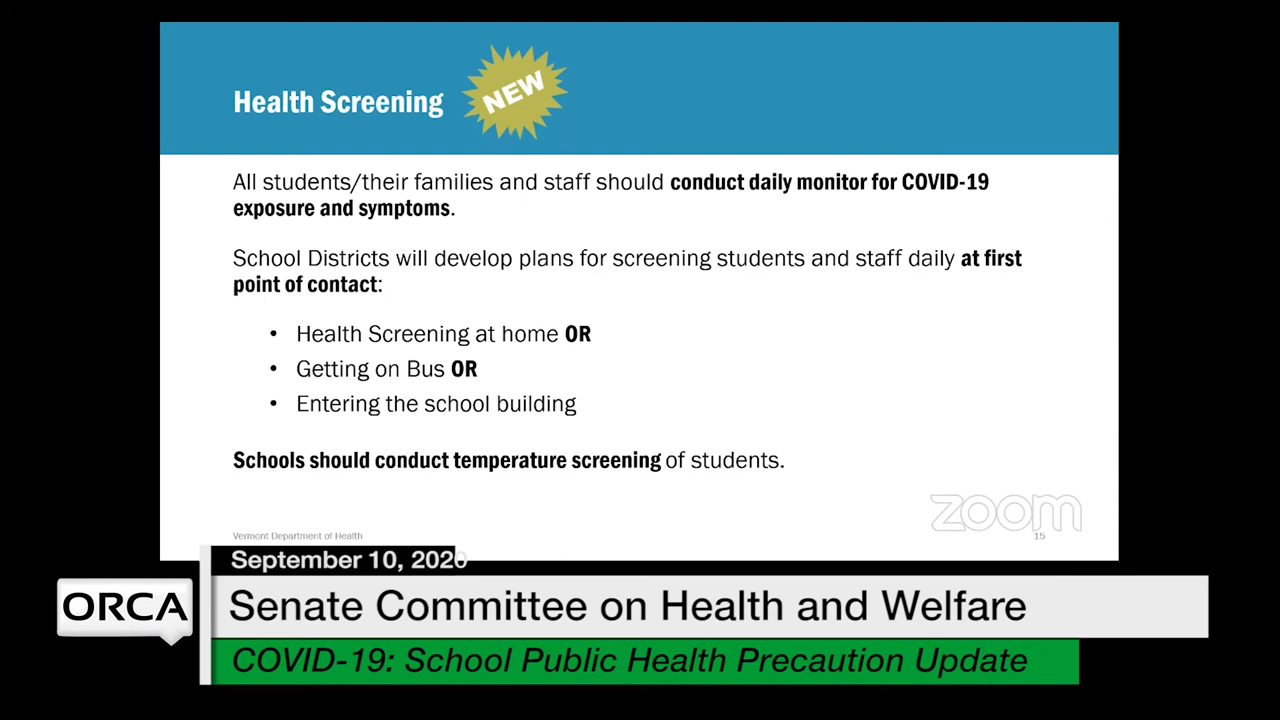 Health Screening NEW
All students/their families and staff should conduct daily monitor for COVID-19
exposure and symptoms.
School Districts will develop plans for screening students and staff daily at first
point of contact:
• Health Screening at home OR
• Getting on Bus OR
• Entering the school building
Schools should conduct temperature screening of students.
zoom
Vermont Department of Health 15
September 10, 2020
ORCA
Senate Committee on Health and Welfare
COVID-19: School Public Health Precaution Update